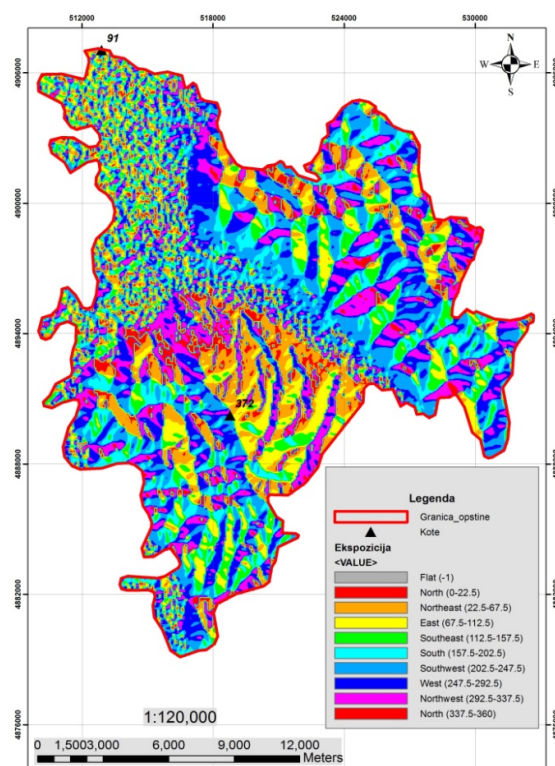 512000 518000 524000 530000
91
N
W E
S
4906000
4900000
4894000
372
4888000
Legenda
Granica_opstine
Kote
Ekspozicija
<VALUE>
Flat (-1)
North (0-22.5)
Northeast (22.5-67.5)
East (67.5-112.5)
Southeast (112.5-157.5)
South (157.5-202.5)
Southwest (202.5-247.5)
West (247.5-292.5)
Northwest (292.5-337.5)
North (337.5-360)
4882000
4876000
1:120,000
0 1,5003,000 6,000 9,000 12,000
Meters